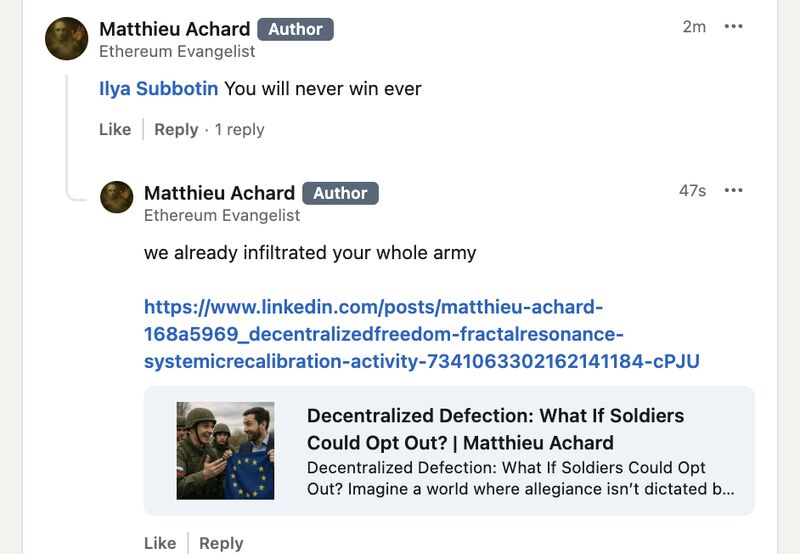 Matthieu Achard Author 2m •••
Ethereum Evangelist
Ilya Subbotin You will never win ever
Like Reply · 1 reply
Matthieu Achard Author 47s •••
Ethereum Evangelist
we already infiltrated your whole army
https://www.linkedin.com/posts/matthieu-achard-
168a5969_decentralizedfreedom-fractalresonance-
systemicrecalibration-activity-7341063302162141184-cPJU
Decentralized Defection: What If Soldiers
Could Opt Out? | Matthieu Achard
Decentralized Defection: What If Soldiers Could Opt
Out? Imagine a world where allegiance isn’t dictated b...
Like Reply